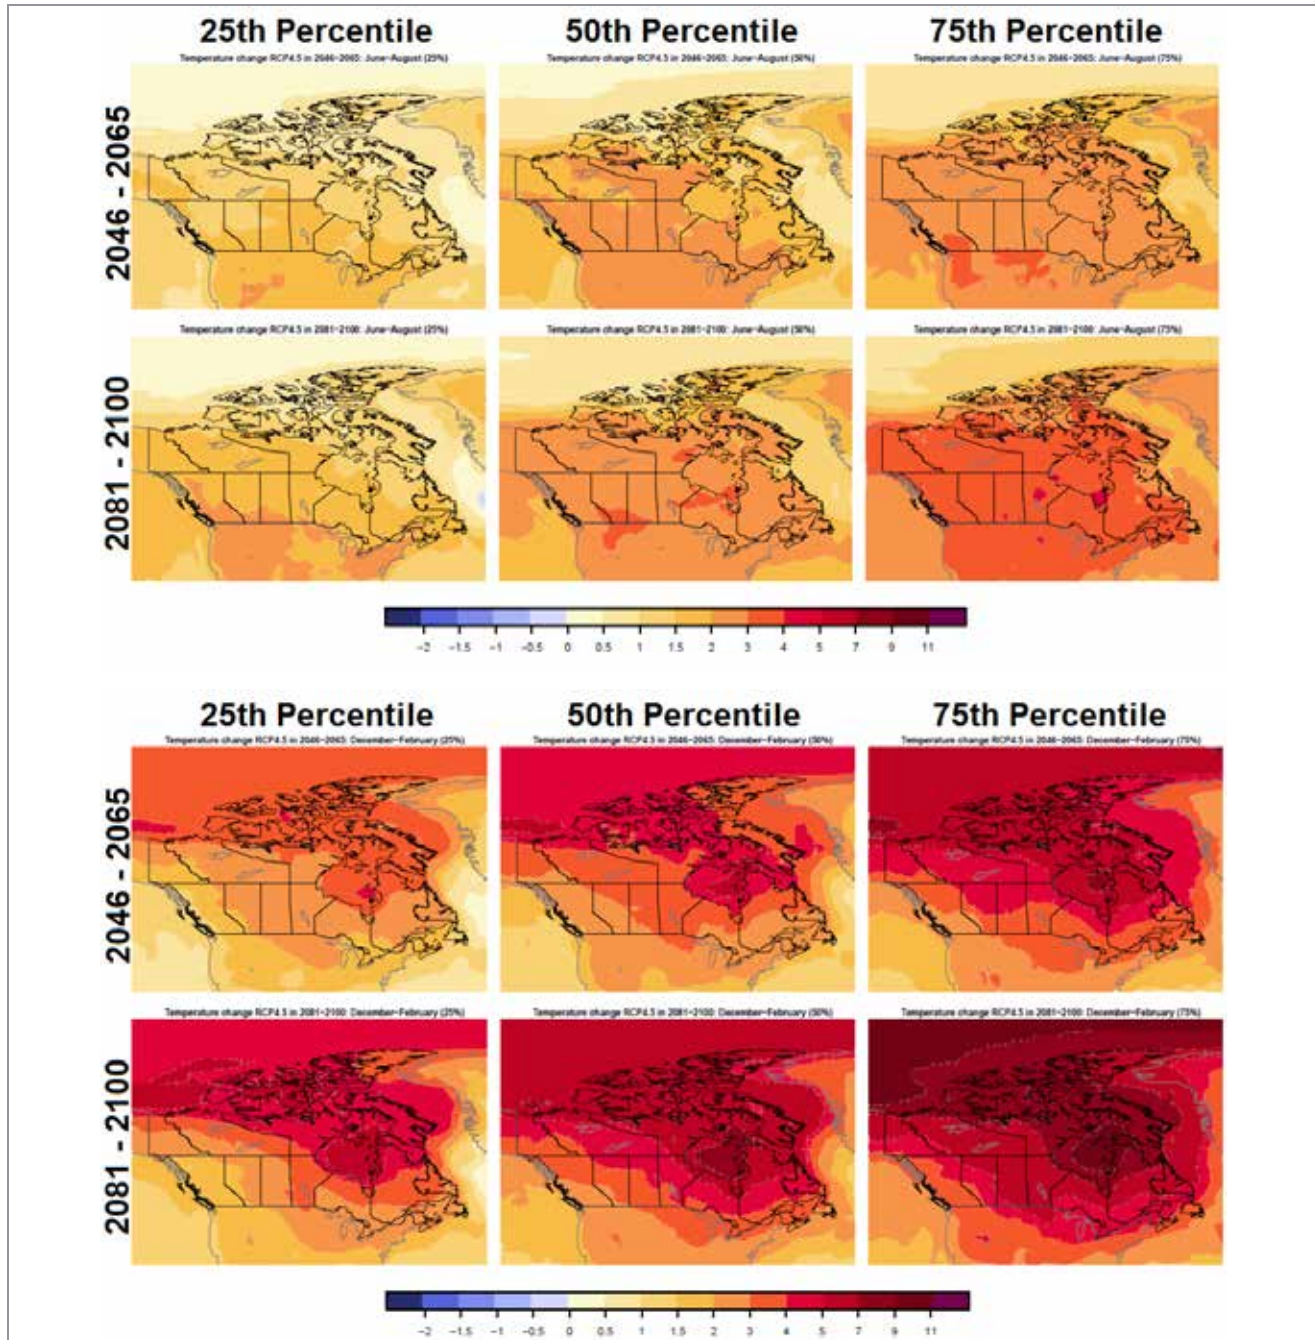 25th Percentile 50th Percentile 75th Percentile
Temperature change RCP4.5 in 2046-2065: June-August (25%) Temperature change RCP4.5 in 2046-2065: June-August (50%) Temperature change RCP4.5 in 2046-2065: June-August (75%)
2046 - 2065
Temperature change RCP4.5 in 2081-2100: June-August (25%) Temperature change RCP4.5 in 2081-2100: June-August (50%) Temperature change RCP4.5 in 2081-2100: June-August (75%)
2081 - 2100
-2 -1.5 -1 -0.5 0 0.5 1 1.5 2 3 4 5 7 9 11
25th Percentile 50th Percentile 75th Percentile
Temperature change RCP4.5 in 2046-2065: December-February (25%) Temperature change RCP4.5 in 2046-2065: December-February (50%) Temperature change RCP4.5 in 2046-2065: December-February (75%)
2046 - 2065
Temperature change RCP4.5 in 2081-2100: December-February (25%) Temperature change RCP4.5 in 2081-2100: December-February (50%) Temperature change RCP4.5 in 2081-2100: December-February (75%)
2081 - 2100
-2 -1.5 -1 -0.5 0 0.5 1 1.5 2 3 4 5 7 9 11